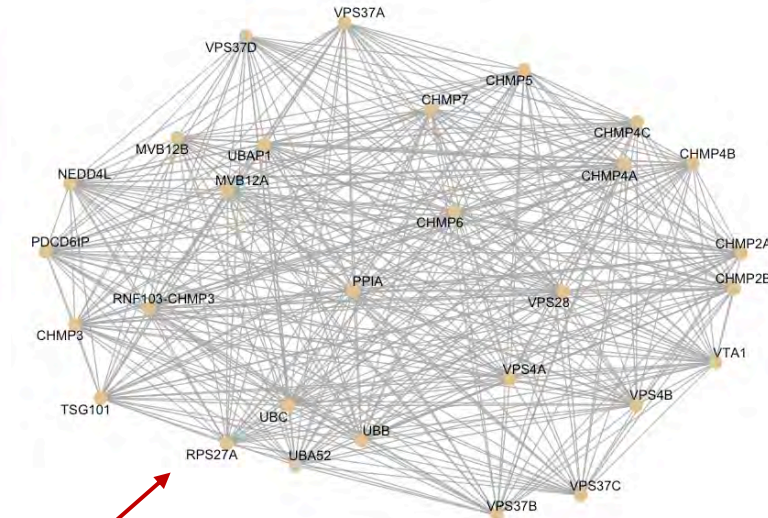 VPS37A
VPS37D
CHMP5
CHMP7
CHMP4C
MVB12B
UBAP1
CHMP4B
NEDD4L
MVB12A
CHMP4A
CHMP6
PDCD6IP
CHMP2A
PPIA
CHMP2B
RNF103-CHMP3
VPS28
CHMP3
VTA1
VPS4A
VPS4B
TSG101
UBC
UBB
RPS27A
UBA52
VPS37C
VPS37B